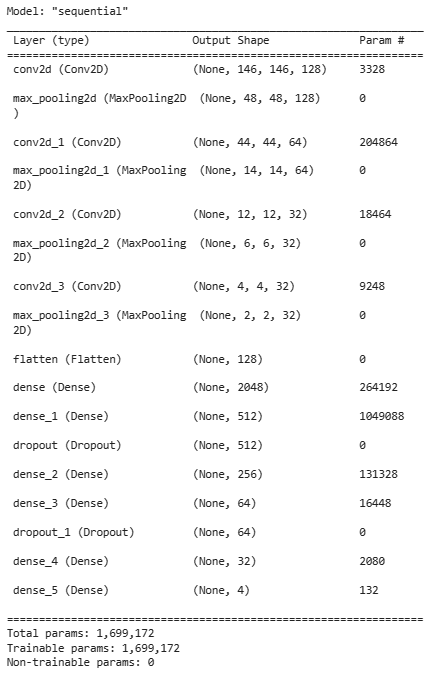 Model: "sequential"
_________________________________________________________________
Layer (type) Output Shape Param #
=================================================================
conv2d (Conv2D) (None, 146, 146, 128) 3328
max_pooling2d (MaxPooling2D (None, 48, 48, 128) 0
)
conv2d_1 (Conv2D) (None, 44, 44, 64) 204864
max_pooling2d_1 (MaxPooling (None, 14, 14, 64) 0
2D)
conv2d_2 (Conv2D) (None, 12, 12, 32) 18464
max_pooling2d_2 (MaxPooling (None, 6, 6, 32) 0
2D)
conv2d_3 (Conv2D) (None, 4, 4, 32) 9248
max_pooling2d_3 (MaxPooling (None, 2, 2, 32) 0
2D)
flatten (Flatten) (None, 128) 0
dense (Dense) (None, 2048) 264192
dense_1 (Dense) (None, 512) 1049088
dropout (Dropout) (None, 512) 0
dense_2 (Dense) (None, 256) 131328
dense_3 (Dense) (None, 64) 16448
dropout_1 (Dropout) (None, 64) 0
dense_4 (Dense) (None, 32) 2080
dense_5 (Dense) (None, 4) 132
=================================================================
Total params: 1,699,172
Trainable params: 1,699,172
Non-trainable params: 0